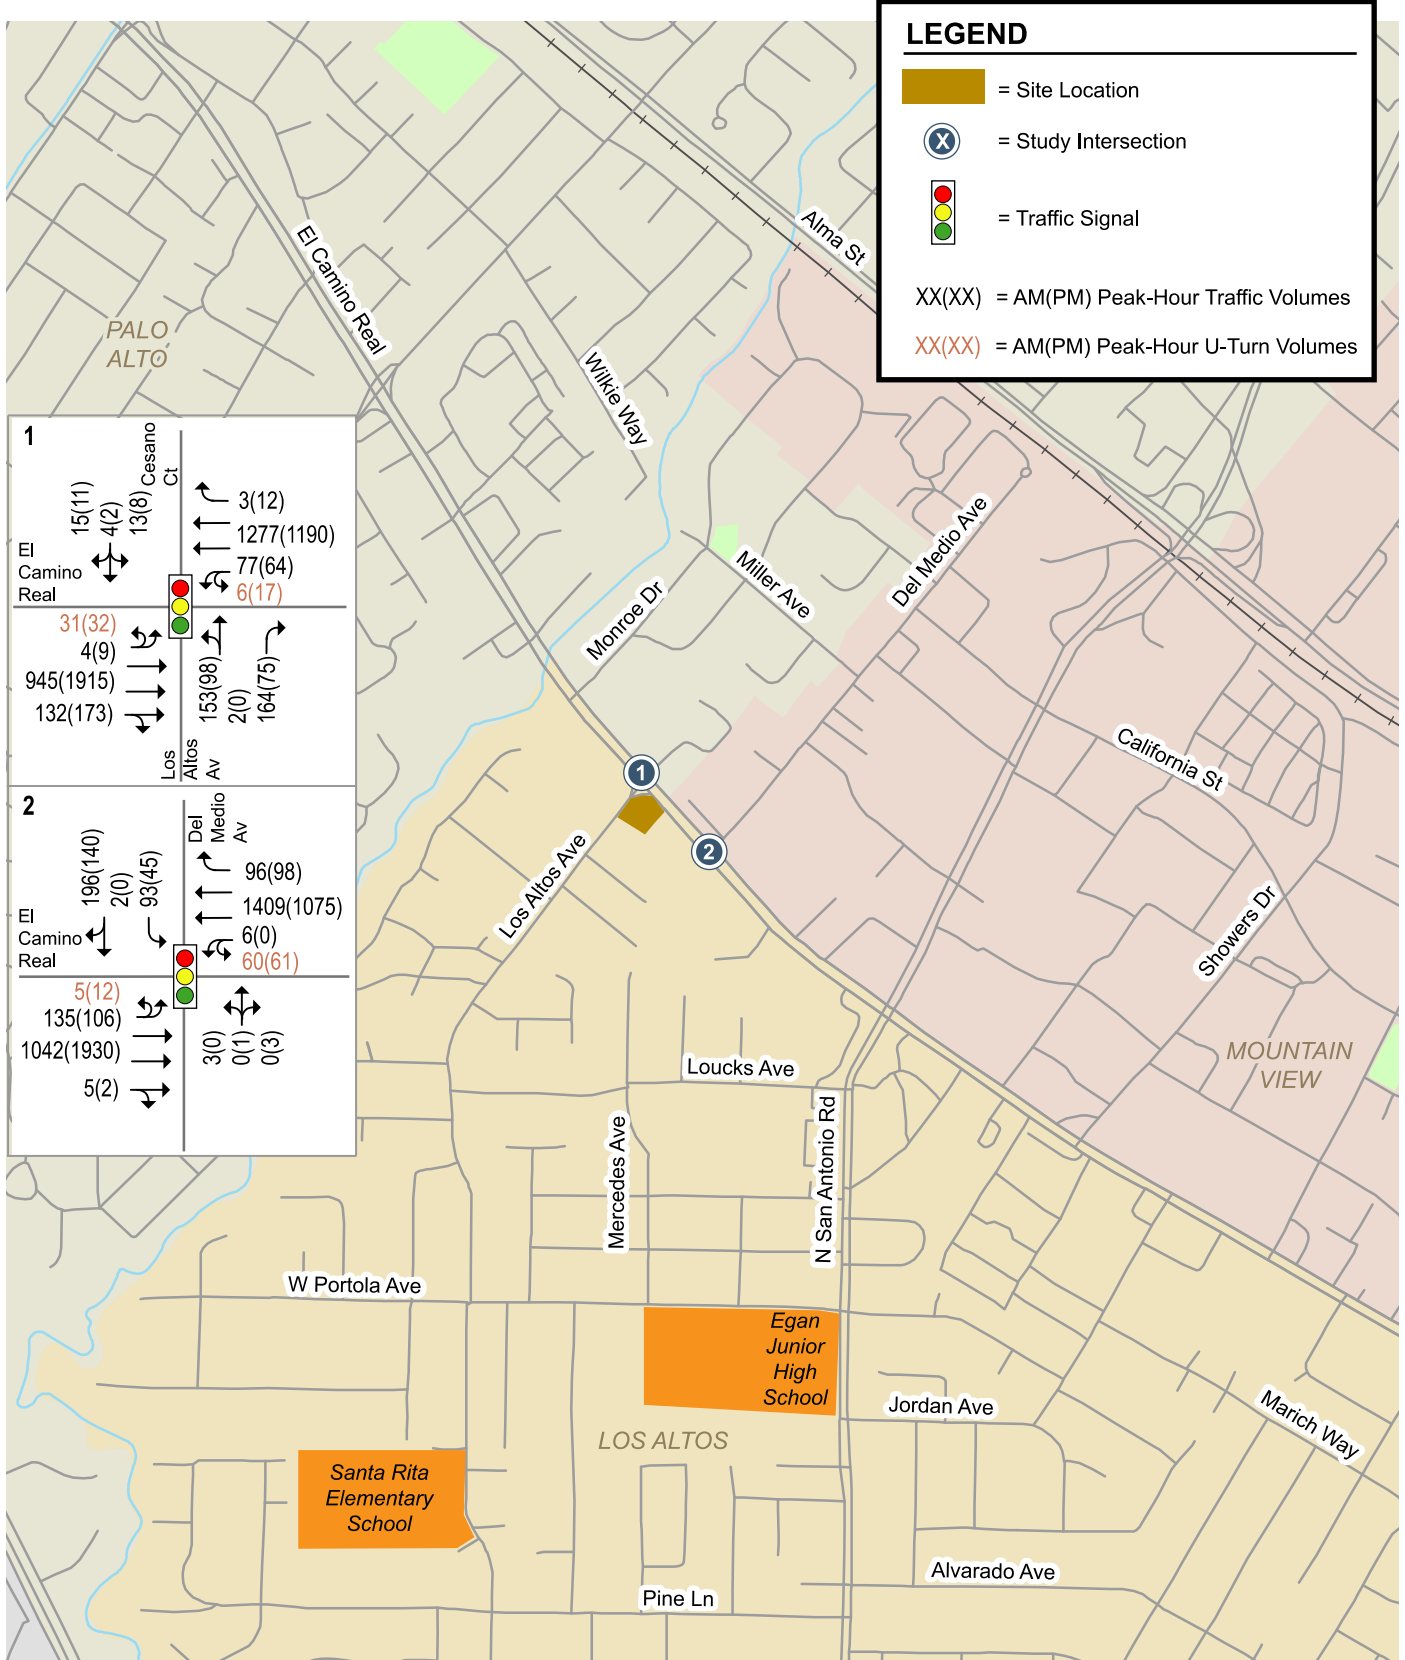 LEGEND
= Site Location
X
= Study Intersection
= Traffic Signal
XX(XX) = AM(PM) Peak-Hour Traffic Volumes
XX(XX) = AM(PM) Peak-Hour U-Turn Volumes
Alma St
El Camino Real
PALO
ALTO
Wilkie Way
Del Medio Ave
Miller Ave
Monroe Dr
California St
1
2
Los Altos Ave
Showers Dr
MOUNTAIN
VIEW
Loucks Ave
Mercedes Ave
N San Antonio Rd
W Portola Ave
Egan
Junior
High
School
Jordan Ave
Marich Way
LOS ALTOS
Santa Rita
Elementary
School
Alvarado Ave
Pine Ln
1
Cesano
Ct
15(11)
4(2)
13(8)
3(12)
1277(1190)
77(64)
6(17)
El
Camino
Real
31(32)
4(9)
945(1915)
132(173)
153(98)
2(0)
164(75)
Los
Altos
Av
2
Del
Medio
Av
196(140)
2(0)
93(45)
96(98)
1409(1075)
6(0)
60(61)
El
Camino
Real
5(12)
135(106)
1042(1930)
5(2)
3(0)
0(1)
0(3)